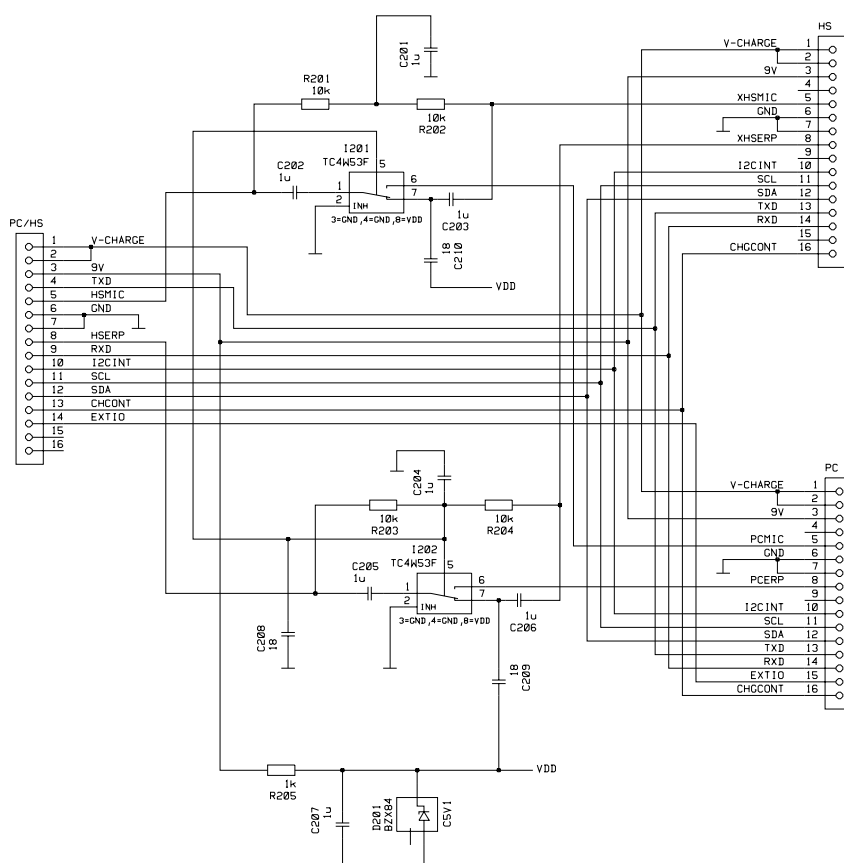 HS
V-CHARGE 1
2
9V 3
4
XHSMIC 5
GND 6
7
XHSERP 8
9
I2CINT 10
SCL 11
SDA 12
TXD 13
RXD 14
15
CHGCONT 16
C201
1u
R201
10k
10k
R202
I201
TC4W53F
5
C202
1u
1
2
INH
6
7
3=GND,4=GND,8=VDD
1u
C203
18
C210
VDD
PC/HS
1 V-CHARGE
2
3 9V
4 TXD
5 HSMIC
6 GND
7
8 HSERP
9 RXD
10 I2CINT
11 SCL
12 SDA
13 CHCONT
14 EXTIO
15
16
C204
1u
10k
R203
10k
R204
I202
TC4W53F
5
C205
1u
1
2
INH
6
7
3=GND,4=GND,8=VDD
1u
C206
C208
18
18
C209
PC
V-CHARGE 1
2
9V 3
4
PCMIC 5
GND 6
7
PCERP 8
9
I2CINT 10
SCL 11
SDA 12
TXD 13
RXD 14
EXTIO 15
CHGCONT 16
1k
R205
VDD
C207
1u
D201
BZX84
C5V1